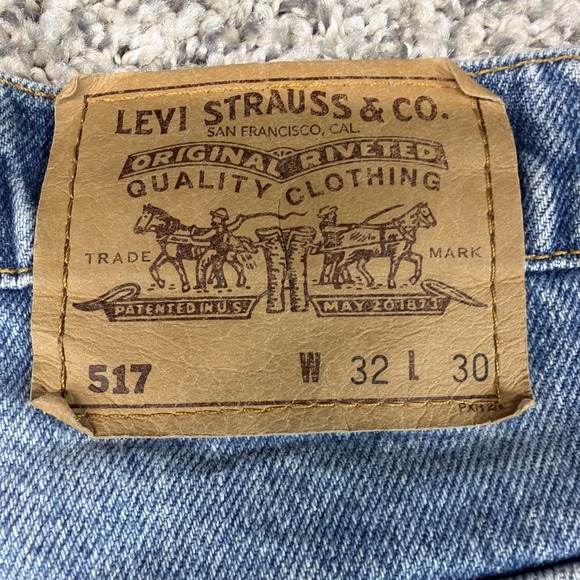 LEVI STRAUSS & CO.
SAN FRANCISCO, CAL.
ORIGINAL RIVETED
QUALITY CLOTHING
TRADE MARK
PATENTED IN U.S. MAY 20 1873
517 W 32 L 30